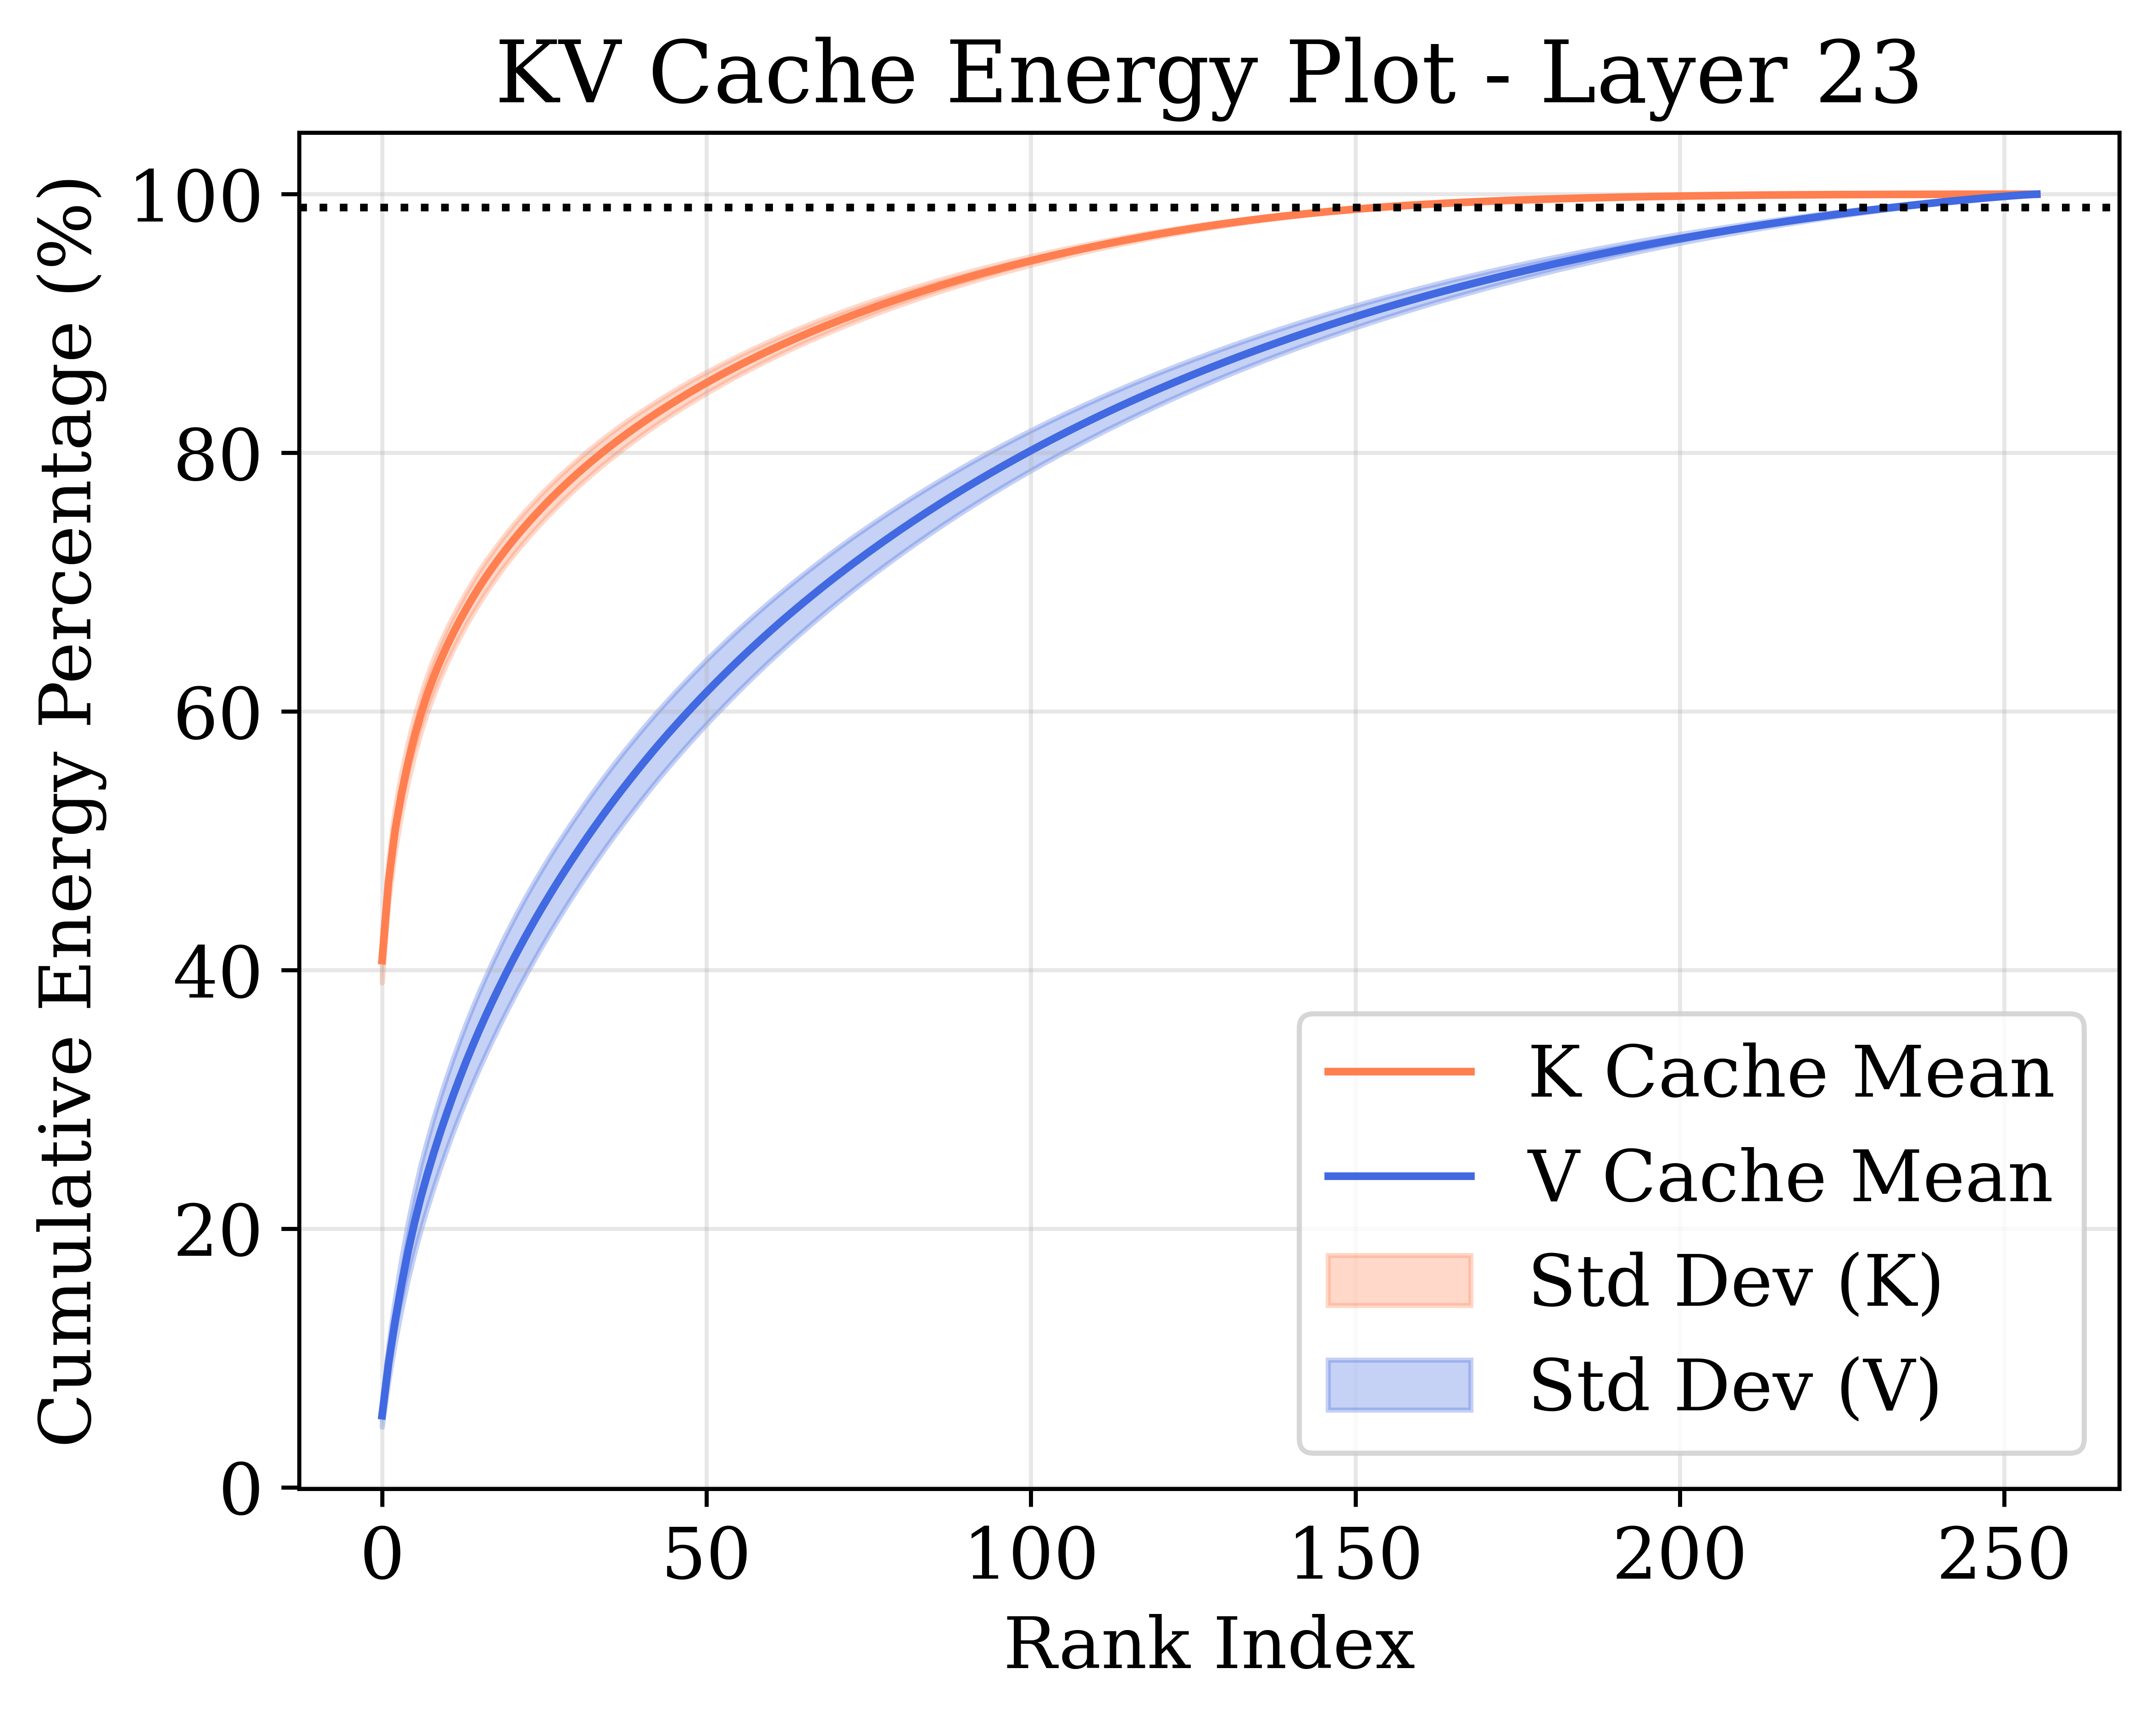 KV Cache Energy Plot - Layer 23
Cumulative Energy Percentage (%)
100
80
60
40
20
0
0 50 100 150 200 250
Rank Index
K Cache Mean
V Cache Mean
Std Dev (K)
Std Dev (V)